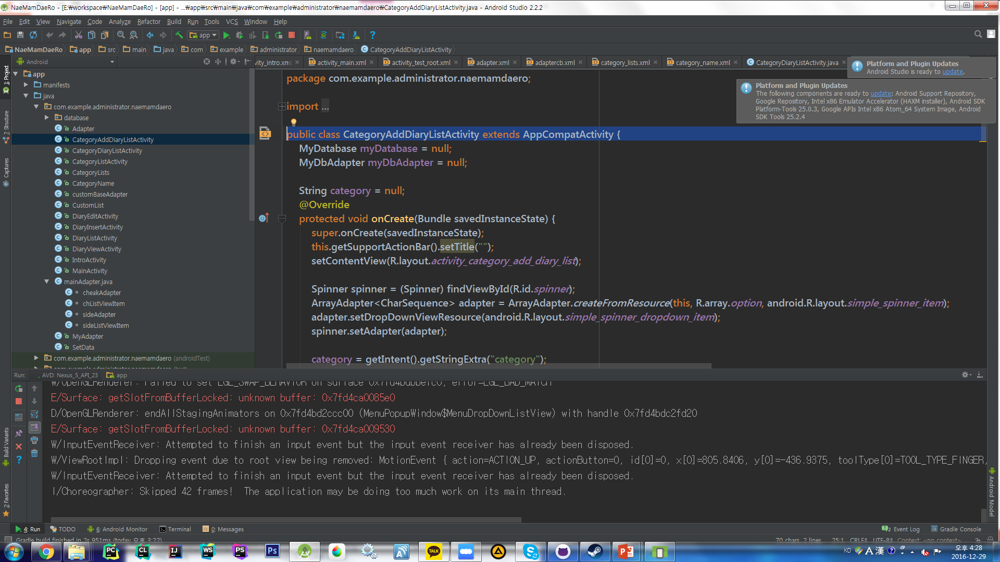 NaeMamDaeRo - [E:₩workspace₩NaeMamDaeRo] - [app] - ...₩app₩src₩main₩java₩com₩example₩administrator₩naemamdaero₩CategoryAddDiaryListActivity.java - Android Studio 2.2.2
File Edit View Navigate Code Analyze Refactor Build Run Tools VCS Window Help
app
NaeMamDaeRo app src main java com example administrator naemamdaero CategoryAddDiaryListActivity
Android
activity_main.xml activity_test_root.xml adapter.xml adaptercb.xml category_lists.xml category_name.xml CategoryDiaryListActivity.java
Platform and Plugin Updates
Android Studio is ready to update.
Platform and Plugin Updates
The following components are ready to update: Android Support Repository,
Google Repository, Intel x86 Emulator Accelerator (HAXM installer), Android SDK
Platform-Tools 25.0.3, Google APIs Intel x86 Atom_64 System Image, Android
SDK Tools 25.2.4
1: Project
7: Structure
Captures
Build Variants
2: Favorites
app
manifests
java
com.example.administrator.naemamdaero
database
Adapter
CategoryAddDiaryListActivity
CategoryDiaryListActivity
CategoryListActivity
CategoryLists
CategoryName
customBaseAdapter
CustomList
DiaryEditActivity
DiaryInsertActivity
DiaryListActivity
DiaryViewActivity
IntroActivity
MainActivity
mainAdapter.java
cheakAdapter
chListViewItem
sideAdapter
sideListViewItem
MyAdapter
SetData
com.example.administrator.naemamdaero (androidTest)
package com.example.administrator.naemamdaero;
import ...
public class CategoryAddDiaryListActivity extends AppCompatActivity {
MyDatabase myDatabase = null;
MyDbAdapter myDbAdapter = null;
String category = null;
@Override
protected void onCreate(Bundle savedInstanceState) {
super.onCreate(savedInstanceState);
this.getSupportActionBar().setTitle("");
setContentView(R.layout.activity_category_add_diary_list);
Spinner spinner = (Spinner) findViewById(R.id.spinner);
ArrayAdapter<CharSequence> adapter = ArrayAdapter.createFromResource(this, R.array.option, android.R.layout.simple_spinner_item);
adapter.setDropDownViewResource(android.R.layout.simple_spinner_dropdown_item);
spinner.setAdapter(adapter);
category = getIntent().getStringExtra("category");
Run: AVD: Nexus_5_API_23 app
E/Surface: getSlotFromBufferLocked: unknown buffer: 0x7fd4ca0085e0
D/OpenGLRenderer: endAllStagingAnimators on 0x7fd4bd2ccc00 (MenuPopupWindow$MenuDropDownListView) with handle 0x7fd4bdc2fd20
E/Surface: getSlotFromBufferLocked: unknown buffer: 0x7fd4ca009530
W/InputEventReceiver: Attempted to finish an input event but the input event receiver has already been disposed.
W/ViewRootImpl: Dropping event due to root view being removed: MotionEvent { action=ACTION_UP, actionButton=0, id[0]=0, x[0]=805.8406, y[0]=-436.9375, toolType[0]=TOOL_TYPE_FINGER,
W/InputEventReceiver: Attempted to finish an input event but the input event receiver has already been disposed.
I/Choreographer: Skipped 42 frames! The application may be doing too much work on its main thread.
Android Model
4: Run TODO 6: Android Monitor Terminal 0: Messages 2 Event Log Gradle Console
Gradle build finished in 2s 951ms (today 오후 3:22) 70 chars, 2 lines 25:1 CRLF UTF-8 Context: <no context>
PC CL IJ WS PS Ps TALK
KO A 漢
오후 4:28
2016-12-29